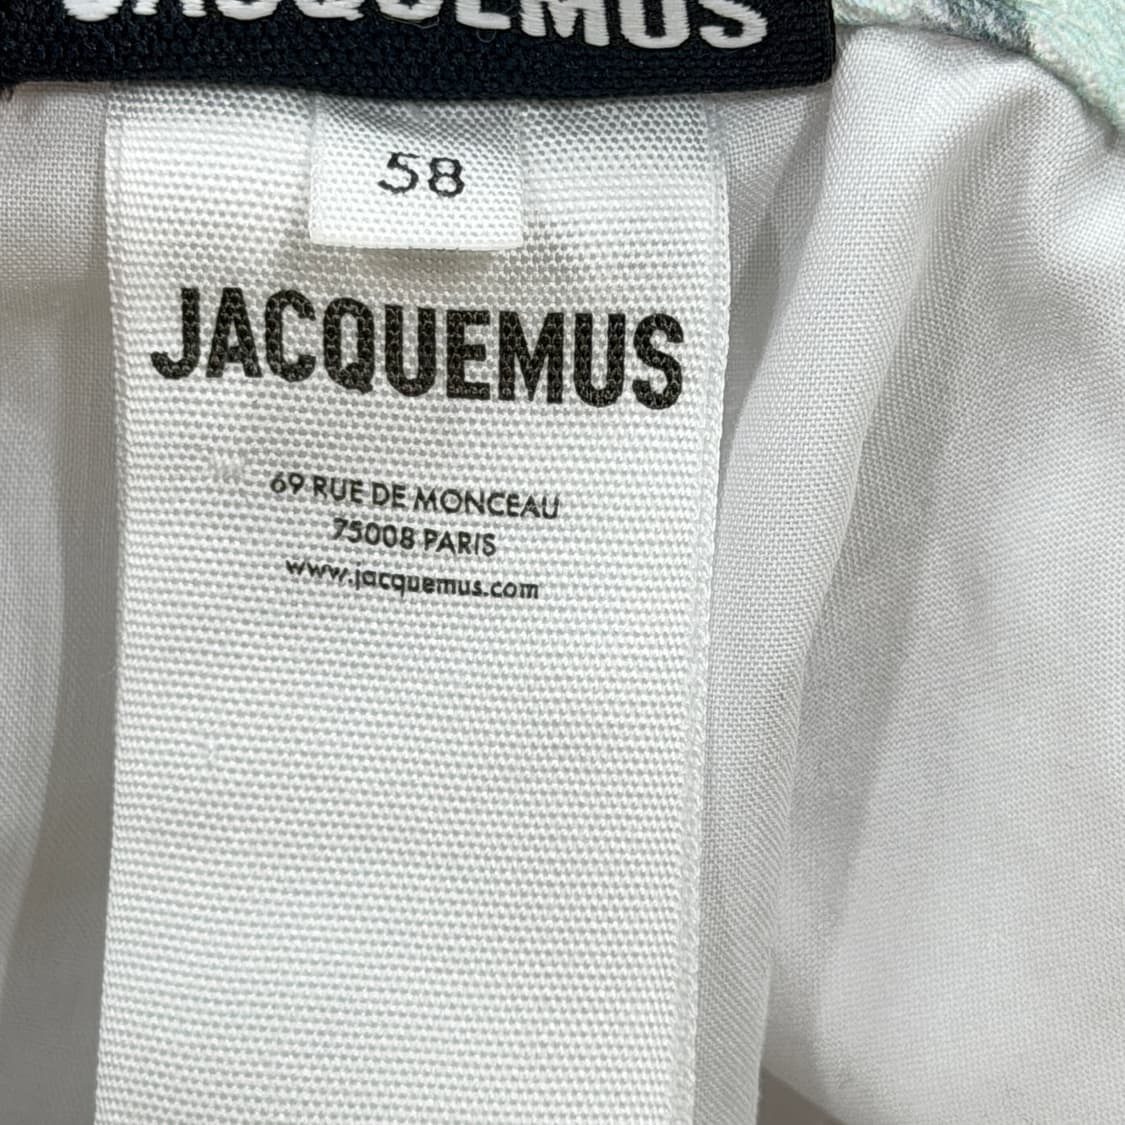 JACQUEMUS
58
JACQUEMUS
69 RUE DE MONCEAU
75008 PARIS
www.jacquemus.com